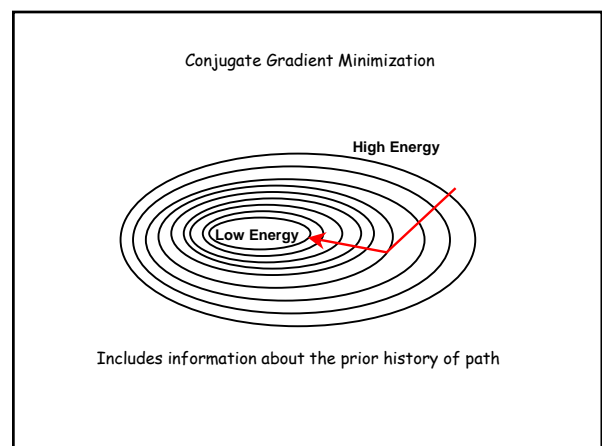 Conjugate Gradient Minimization
High Energy
Low Energy
Includes information about the prior history of path